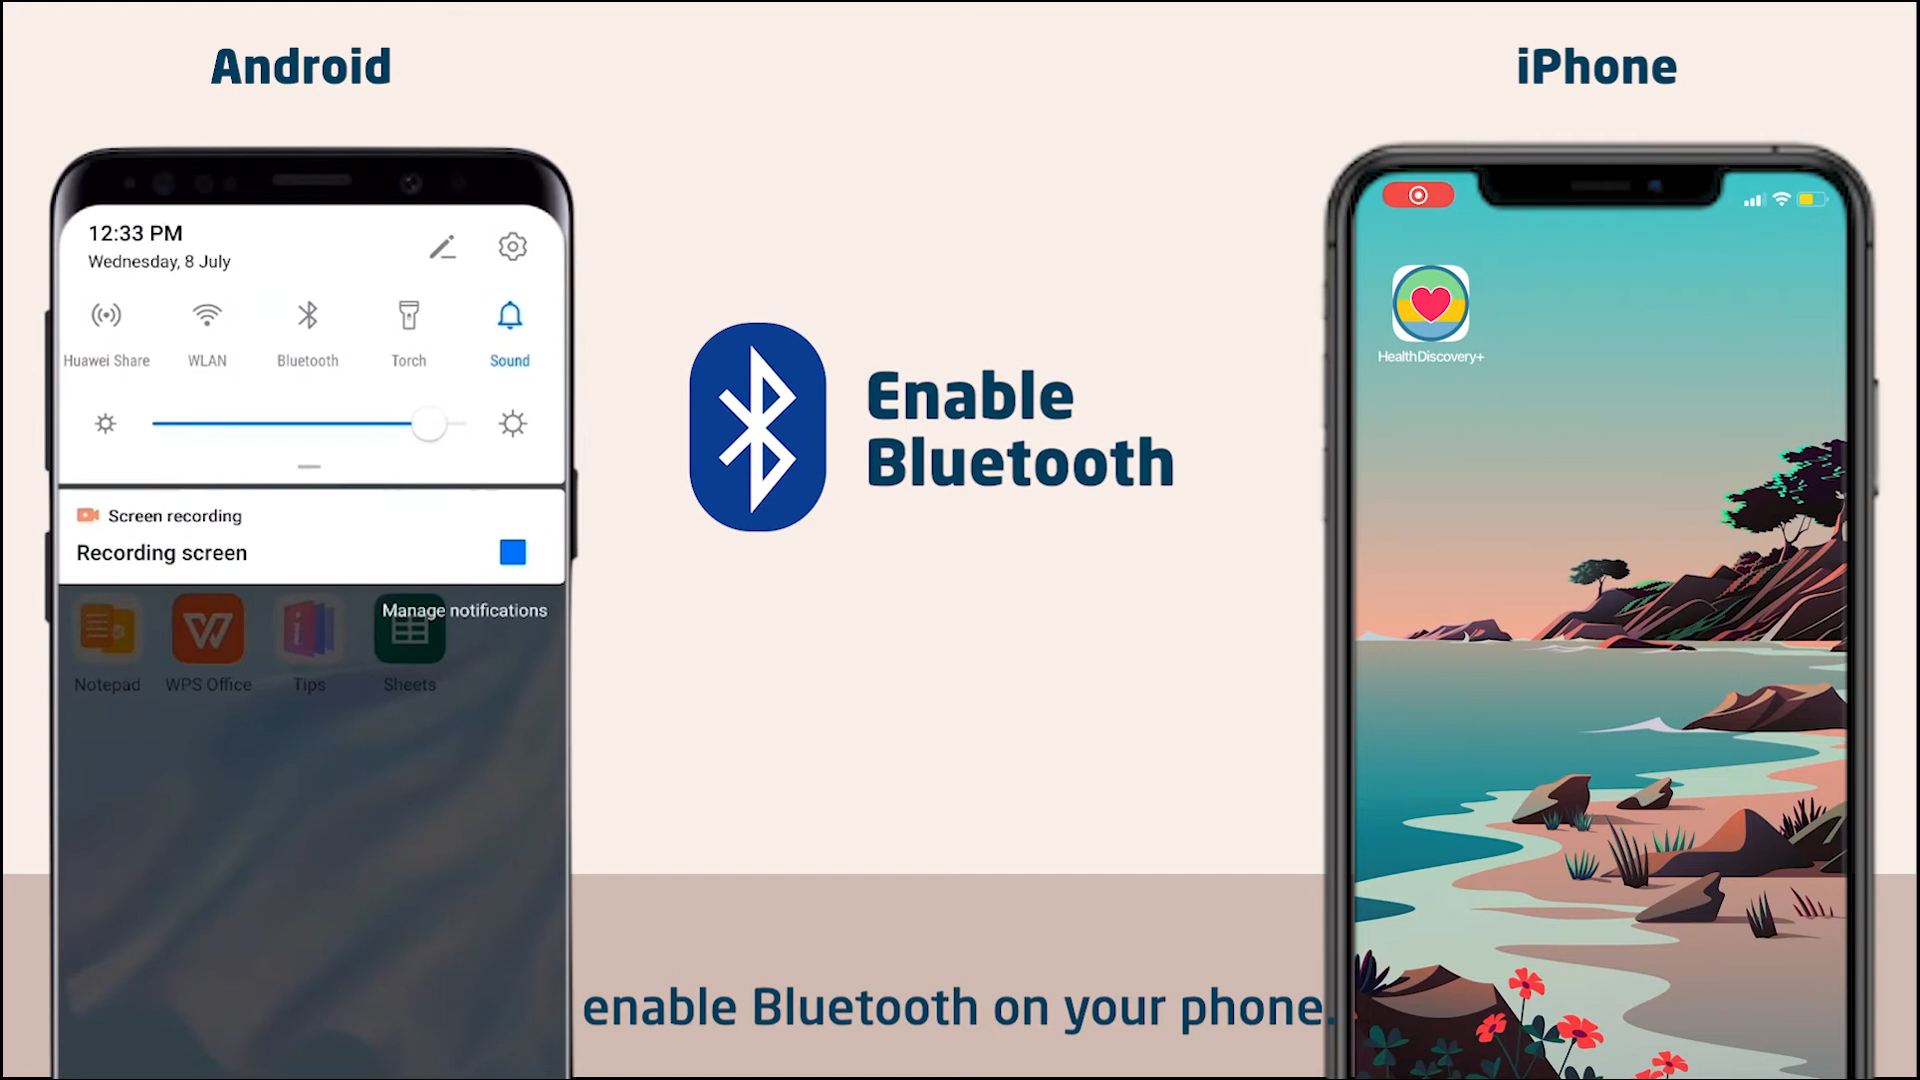 Android
iPhone
12:33 PM
Wednesday, 8 July
Huawei Share
WLAN
Bluetooth
Torch
Sound
Screen recording
Recording screen
Manage notifications
Notepad
WPS Office
Tips
Sheets
Enable
Bluetooth
HealthDiscovery+
enable Bluetooth on your phone.